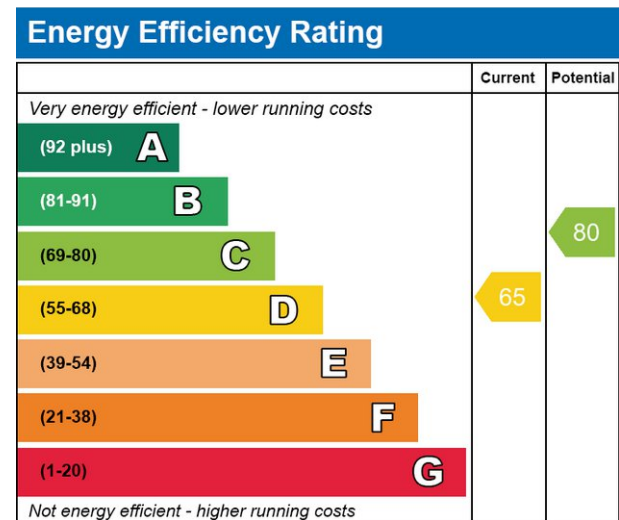 Energy Efficiency Rating
Current Potential
Very energy efficient - lower running costs
(92 plus) A
(81-91) B
(69-80) C
80
(55-68) D
65
(39-54) E
(21-38) F
(1-20) G
Not energy efficient - higher running costs